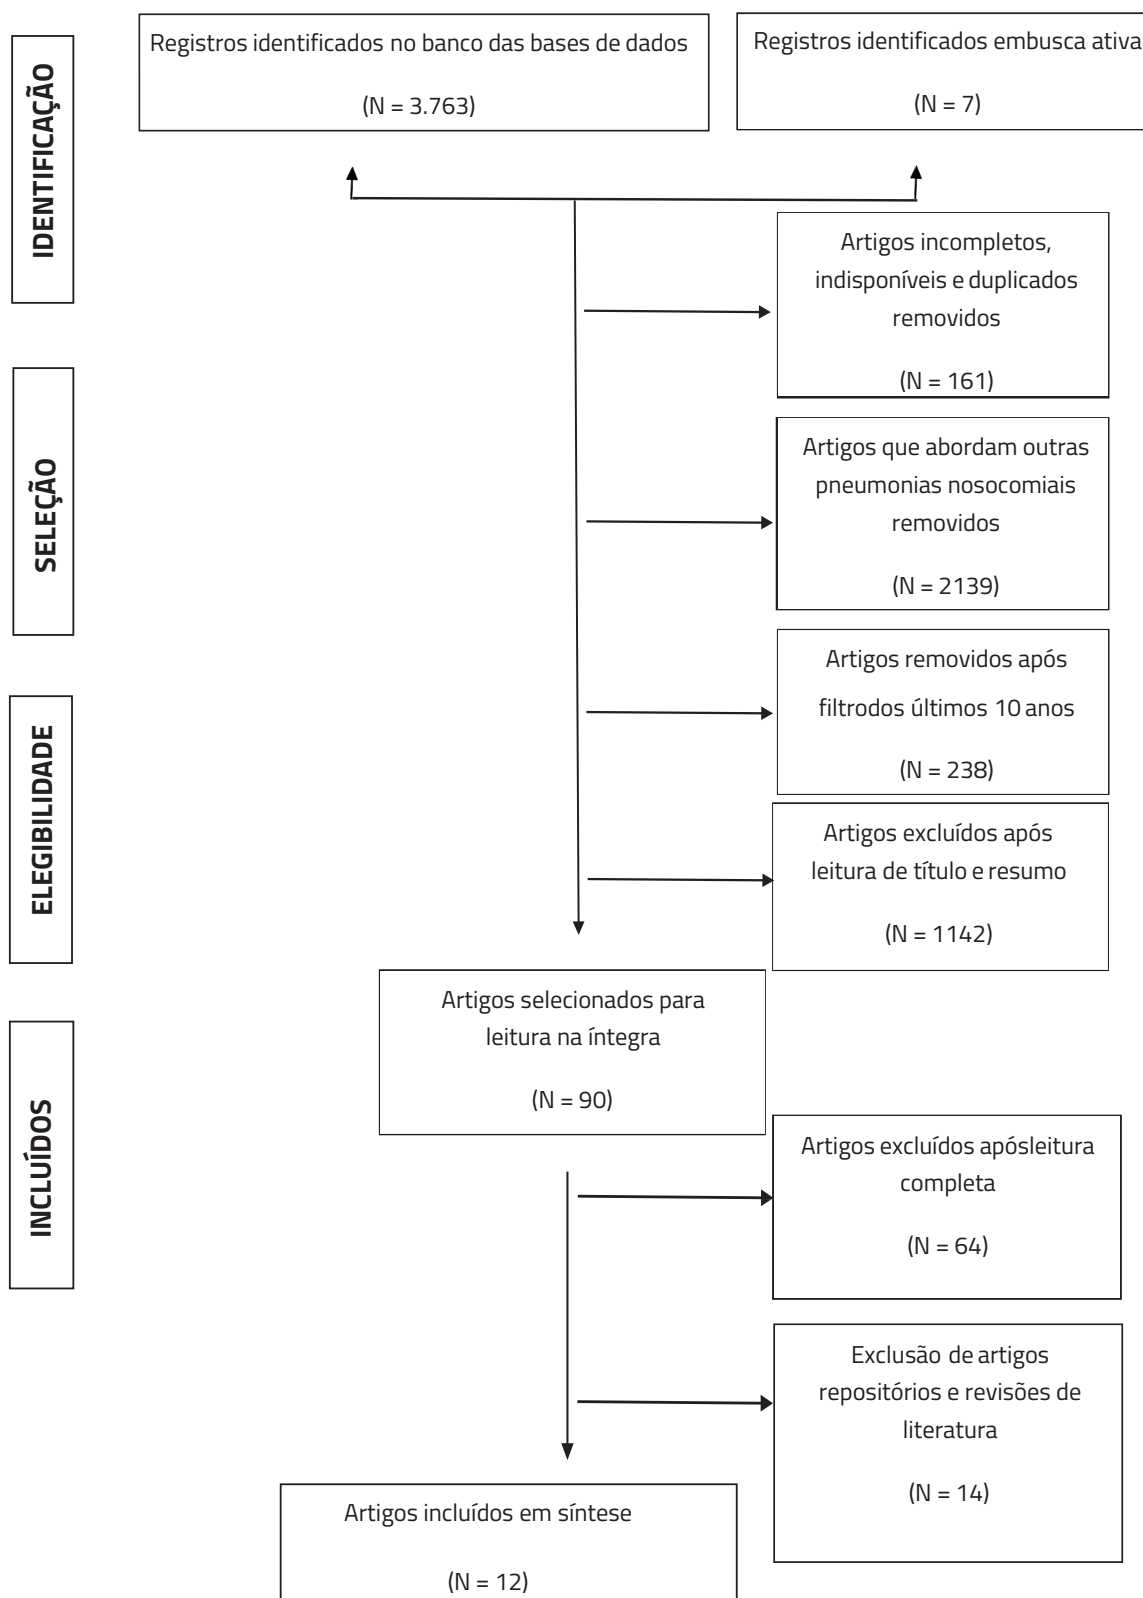 IDENTIFICAÇÃO
Registros identificados no banco das bases de dados
(N = 3.763)
Registros identificados embusca ativa
(N = 7)
Artigos incompletos,
indisponíveis e duplicados
removidos
(N = 161)
SELEÇÃO
Artigos que abordam outras
pneumonias nosocomiais
removidos
(N = 2139)
Artigos removidos após
filtrodos últimos 10 anos
(N = 238)
ELEGIBILIDADE
Artigos excluídos após
leitura de título e resumo
(N = 1142)
Artigos selecionados para
leitura na íntegra
(N = 90)
INCLUÍDOS
Artigos excluídos apósleitura
completa
(N = 64)
Exclusão de artigos
repositórios e revisões de
literatura
(N = 14)
Artigos incluídos em síntese
(N = 12)